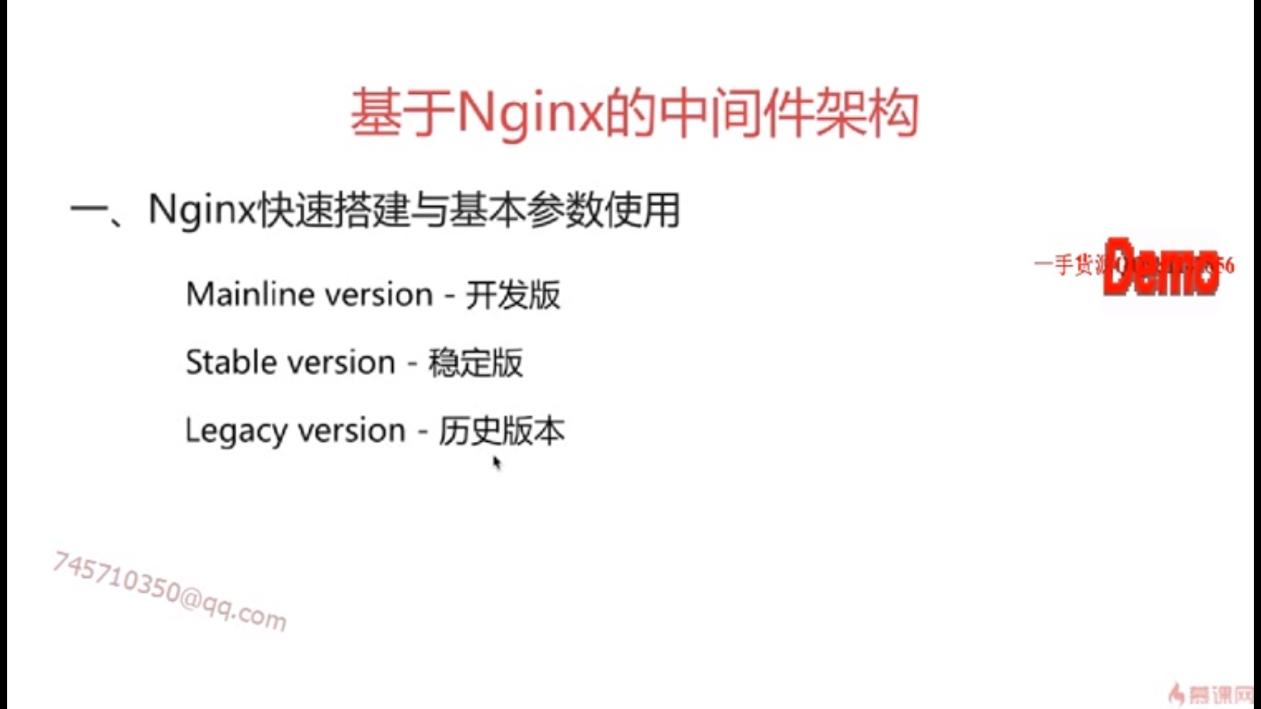 基于Nginx的中间件架构
一、Nginx快速搭建与基本参数使用
一手货源
Demo
Mainline version - 开发版
Stable version - 稳定版
Legacy version - 历史版本
745710350@qq.com
慕课网